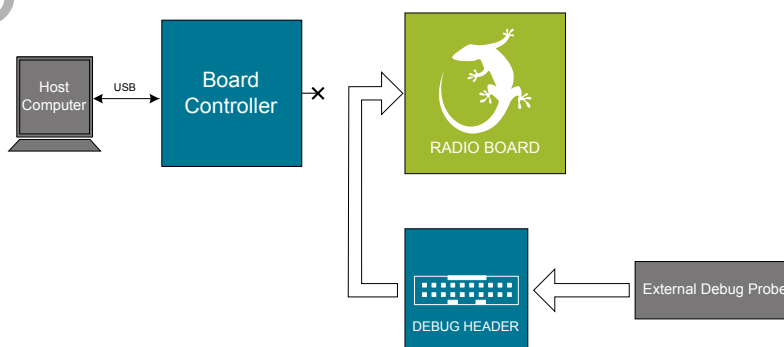 Host
Computer
USB
Board
Controller
RADIO BOARD
DEBUG HEADER
External Debug Probe